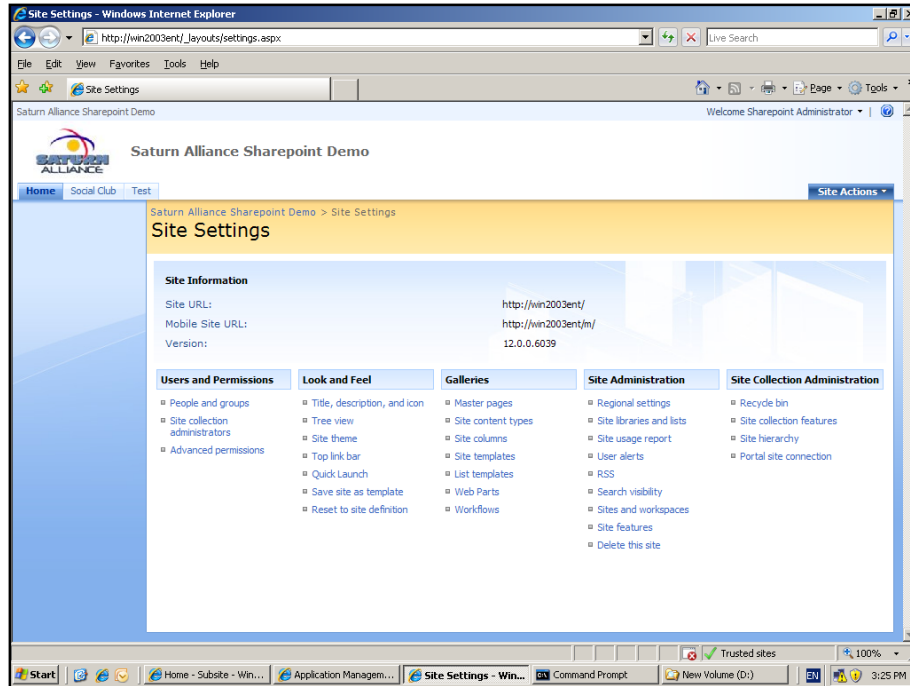 Site Settings - Windows Internet Explorer
http://win2003ent/_layouts/settings.aspx
Live Search
File Edit View Favorites Tools Help
Site Settings
Page Tools
Saturn Alliance Sharepoint Demo
Welcome Sharepoint Administrator
SATURN
ALLIANCE
Saturn Alliance Sharepoint Demo
Home Social Club Test
Site Actions
Saturn Alliance Sharepoint Demo > Site Settings
Site Settings
Site Information
Site URL: http://win2003ent/
Mobile Site URL: http://win2003ent/m/
Version: 12.0.0.6039
Users and Permissions
People and groups
Site collection
administrators
Advanced permissions
Look and Feel
Title, description, and icon
Tree view
Site theme
Top link bar
Quick Launch
Save site as template
Reset to site definition
Galleries
Master pages
Site content types
Site columns
Site templates
List templates
Web Parts
Workflows
Site Administration
Regional settings
Site libraries and lists
Site usage report
User alerts
RSS
Search visibility
Sites and workspaces
Site features
Delete this site
Site Collection Administration
Recycle bin
Site collection features
Site hierarchy
Portal site connection
Trusted sites
100%
Start
Home - Subsite - Win...
Application Managem...
Site Settings - Win...
Command Prompt
New Volume (D:)
EN
3:25 PM